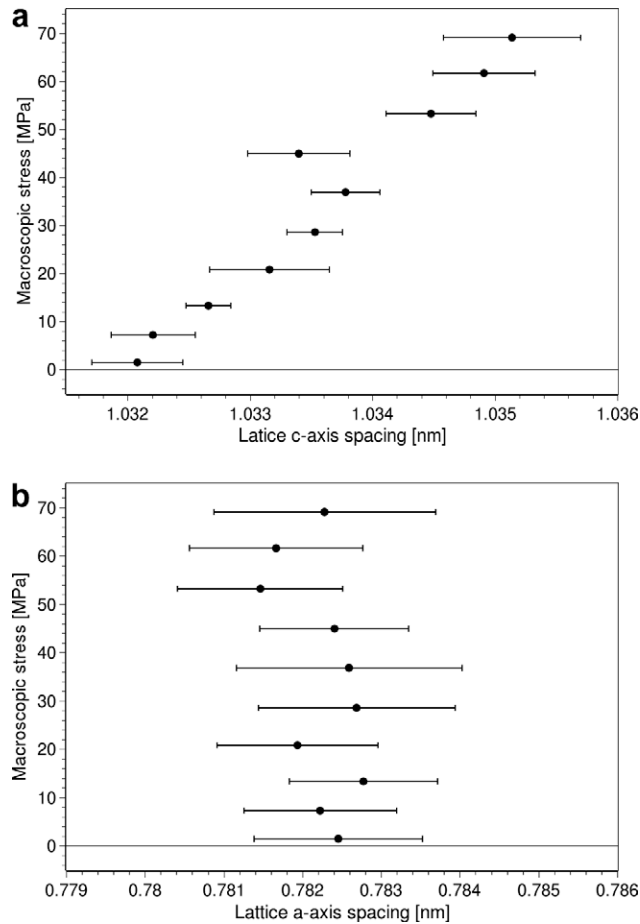 a
70
60
50
40
30
20
10
0
Macroscopic stress [MPa]
1.032 1.033 1.034 1.035 1.036
Latice c-axis spacing [nm]
b
70
60
50
40
30
20
10
0
Macroscopic stress [MPa]
0.779 0.78 0.781 0.782 0.783 0.784 0.785 0.786
Lattice a-axis spacing [nm]